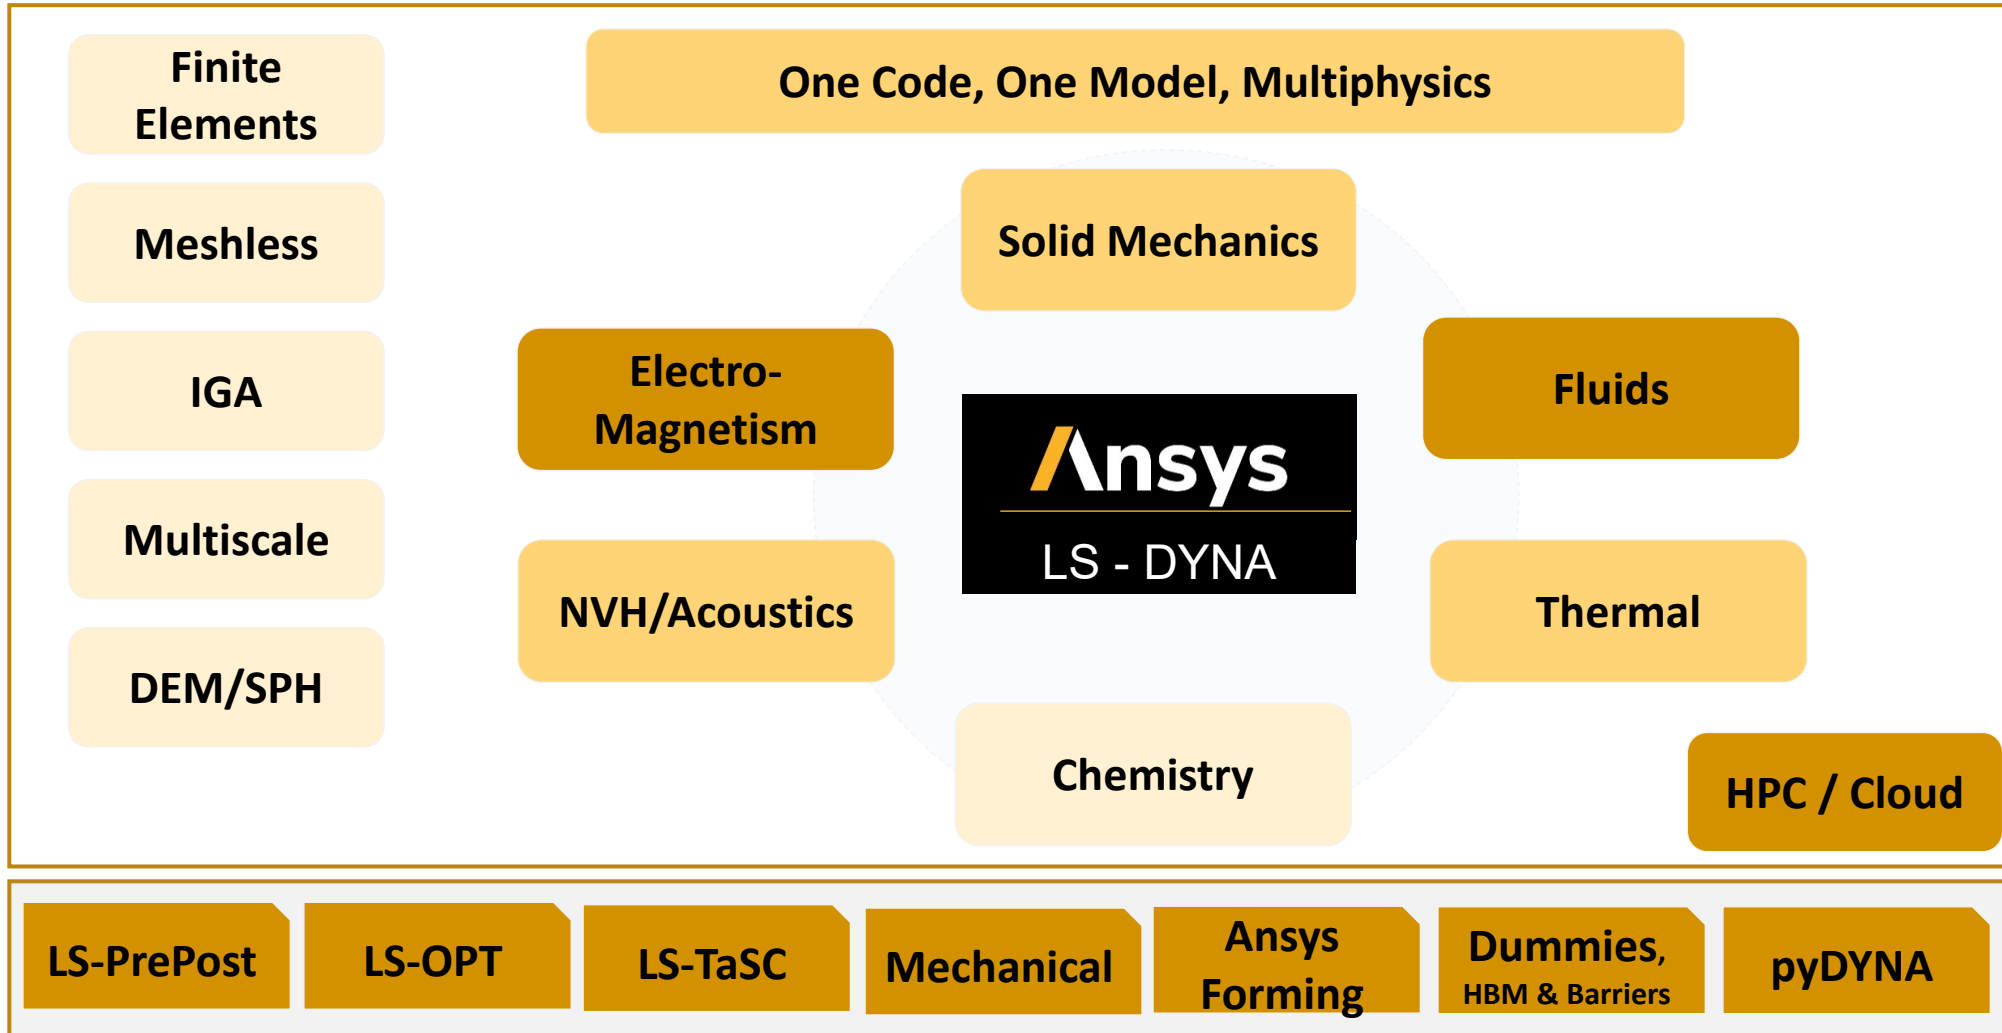 Finite
Elements
One Code, One Model, Multiphysics
Meshless
Solid Mechanics
IGA
Electro-
Magnetism
Fluids
Ansys
LS - DYNA
Multiscale
NVH/Acoustics
Thermal
DEM/SPH
Chemistry
HPC / Cloud
LS-PrePost
LS-OPT
LS-TaSC
Mechanical
Ansys
Forming
Dummies,
HBM & Barriers
pyDYNA